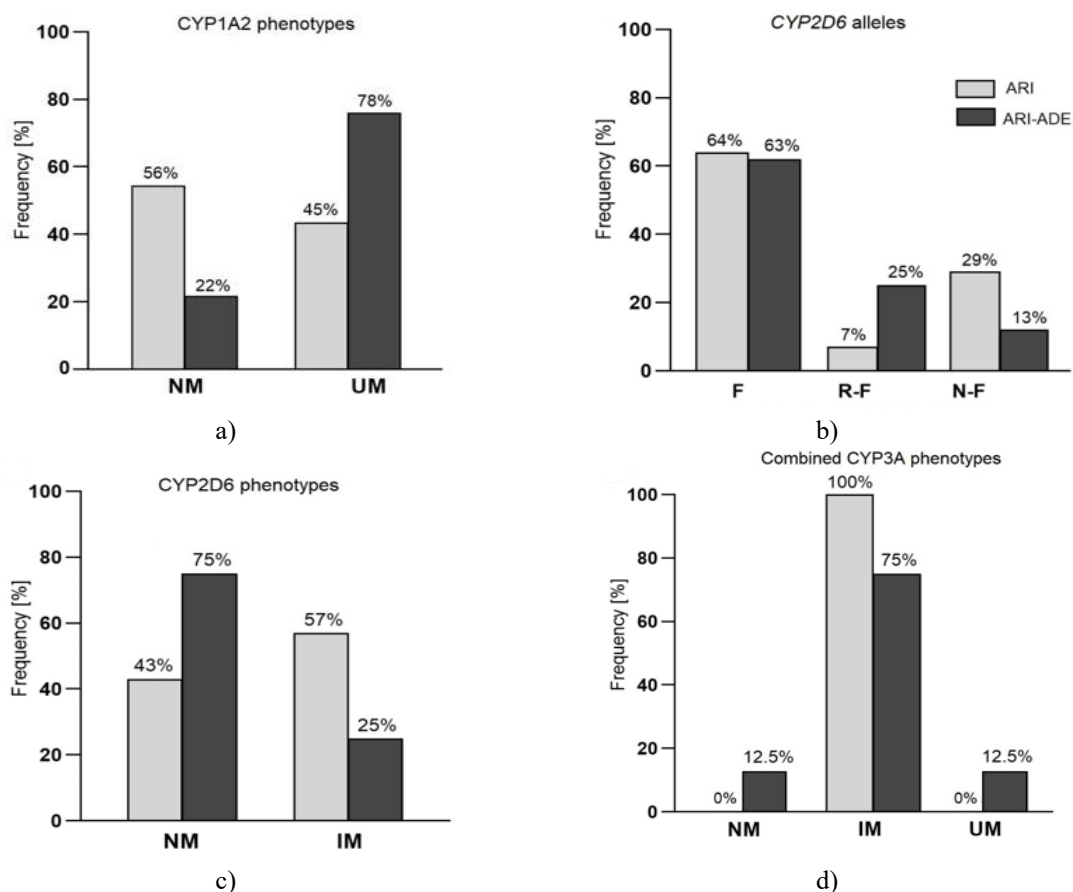 CYP1A2 phenotypes
100
80
60
40
20
0
Frequency [%]
56%
22%
45%
78%
NM UM
a)
CYP2D6 alleles
100
80
60
40
20
0
Frequency [%]
ARI
ARI-ADE
64%
63%
7%
25%
29%
13%
F R-F N-F
b)
CYP2D6 phenotypes
100
80
60
40
20
0
Frequency [%]
43%
75%
57%
25%
NM IM
c)
Combined CYP3A phenotypes
100
80
60
40
20
0
Frequency [%]
0%
12.5%
100%
75%
0%
12.5%
NM IM UM
d)